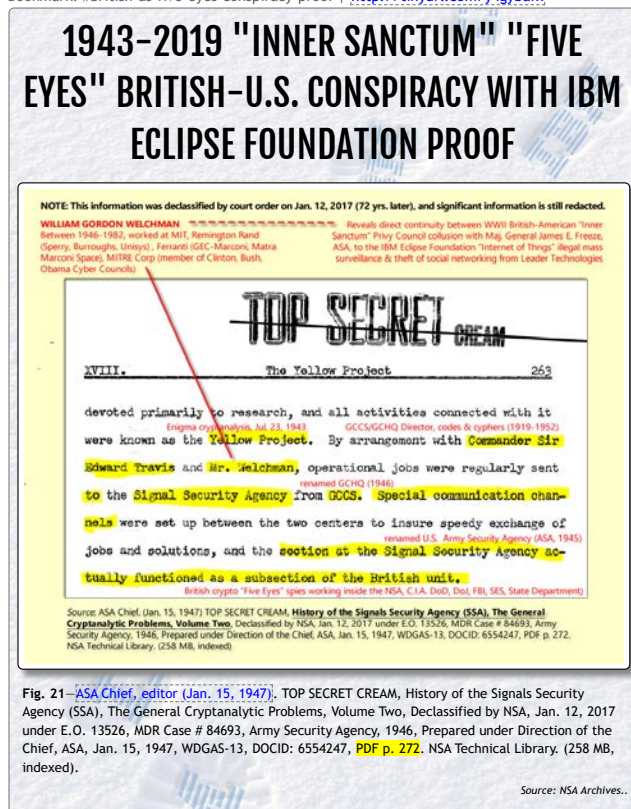 1943-2019 "INNER SANCTUM" "FIVE
EYES" BRITISH-U.S. CONSPIRACY WITH IBM
ECLIPSE FOUNDATION PROOF
NOTE: This information was declassified by court order on Jan. 12, 2017 (72 yrs. later), and significant information is still redacted.
WILLIAM GORDON WELCHMAN
Between 1946-1982, worked at MIT, Remington Rand
(Sperry, Burroughs, Unisys) , Ferranti (GEC-Marconi, Matra
Marconi Space), MITRE Corp (member of Clinton, Bush,
Obama Cyber Councils)
Reveals direct continuity between WWII British-American "Inner
Sanctum" Privy Council collusion with Maj. General James E. Freeze,
ASA, to the IBM Eclipse Foundation "Internet of Thngs" illegal mass
surveillance & theft of social networking from Leader Technologies
TOP SECRET CREAM
XVIII. The Yellow Project 263
devoted primarily to research, and all activities connected with it
Enigma cryptanalysis, Jul. 23, 1943 GCCS/GCHQ Director, codes & cyphers (1919-1952)
were known as the Yellow Project. By arrangement with Commander Sir
Edward Travis and Mr. Welchman, operational jobs were regularly sent
renamed GCHQ (1946)
to the Signal Security Agency from GCCS. Special communication chan-
nels were set up between the two centers to insure speedy exchange of
renamed U.S. Army Security Agency (ASA, 1945)
jobs and solutions, and the section at the Signal Security Agency ac-
tually functioned as a subsection of the British unit.
British crypto "Five Eyes" spies working inside the NSA, C.I.A. DoD, DoJ, FBI, SES, State Department)
Source: ASA Chief. (Jan. 15, 1947) TOP SECRET CREAM, History of the Signals Security Agency (SSA), The General
Cryptanalytic Problems, Volume Two, Declassified by NSA, Jan. 12, 2017 under E.O. 13526, MDR Case # 84693, Army
Security Agency, 1946, Prepared under Direction of the Chief, ASA, Jan. 15, 1947, WDGAS-13, DOCID: 6554247, PDF p. 272.
NSA Technical Library. (258 MB, indexed)
Fig. 21—ASA Chief, editor (Jan. 15, 1947). TOP SECRET CREAM, History of the Signals Security
Agency (SSA), The General Cryptanalytic Problems, Volume Two, Declassified by NSA, Jan. 12, 2017
under E.O. 13526, MDR Case # 84693, Army Security Agency, 1946, Prepared under Direction of the
Chief, ASA, Jan. 15, 1947, WDGAS-13, DOCID: 6554247, PDF p. 272. NSA Technical Library. (258 MB,
indexed).
Source: NSA Archives..